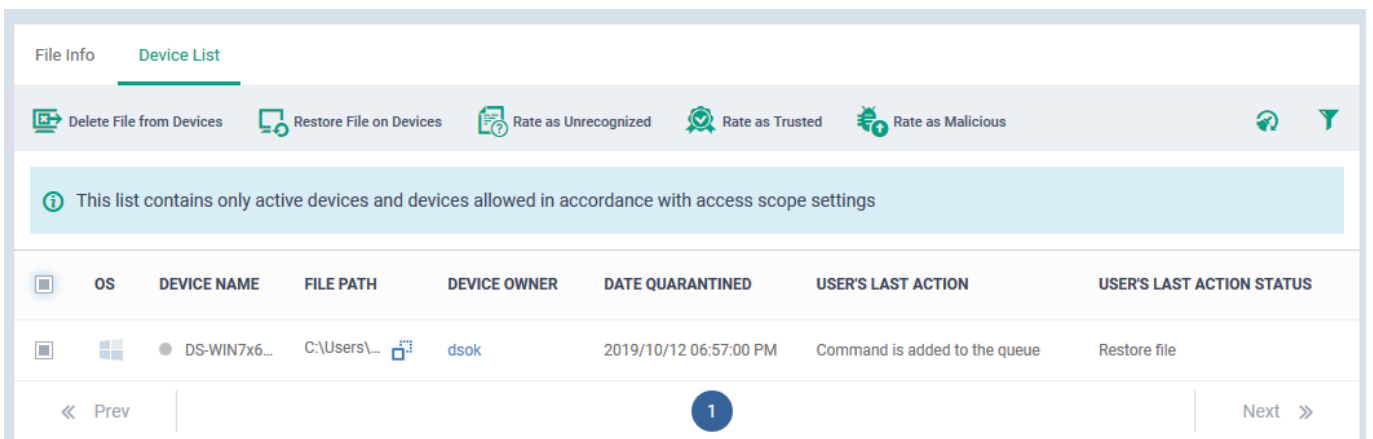 File Info Device List
Delete File from Devices Restore File on Devices Rate as Unrecognized Rate as Trusted Rate as Malicious
This list contains only active devices and devices allowed in accordance with access scope settings
OS DEVICE NAME FILE PATH DEVICE OWNER DATE QUARANTINED USER'S LAST ACTION USER'S LAST ACTION STATUS
DS-WIN7x6... C:\Users\... dsok 2019/10/12 06:57:00 PM Command is added to the queue Restore file
Prev 1 Next